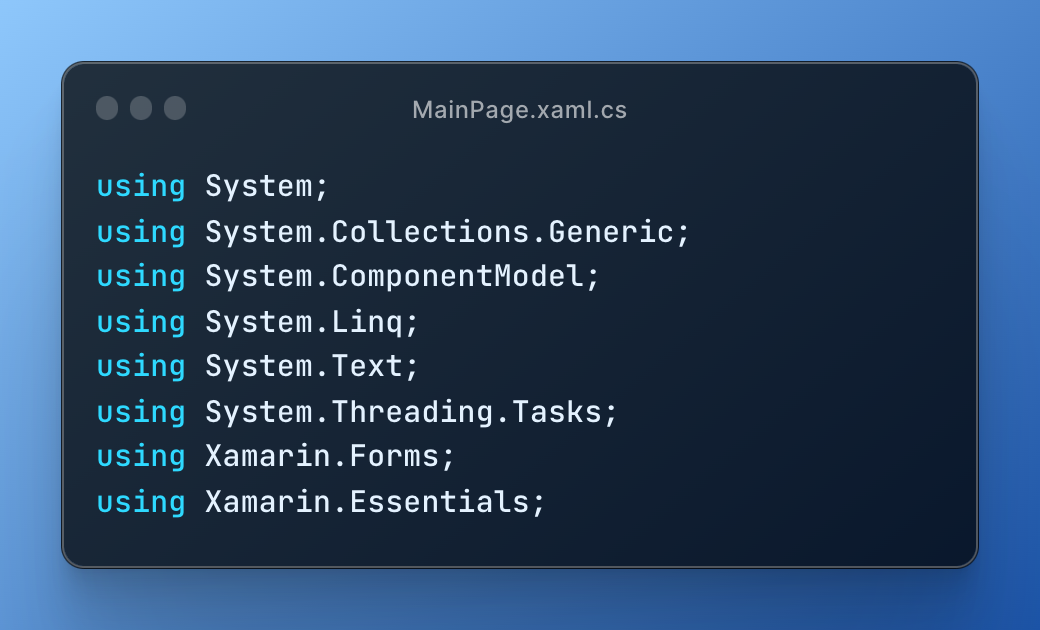 MainPage.xaml.cs
using System;
using System.Collections.Generic;
using System.ComponentModel;
using System.Linq;
using System.Text;
using System.Threading.Tasks;
using Xamarin.Forms;
using Xamarin.Essentials;